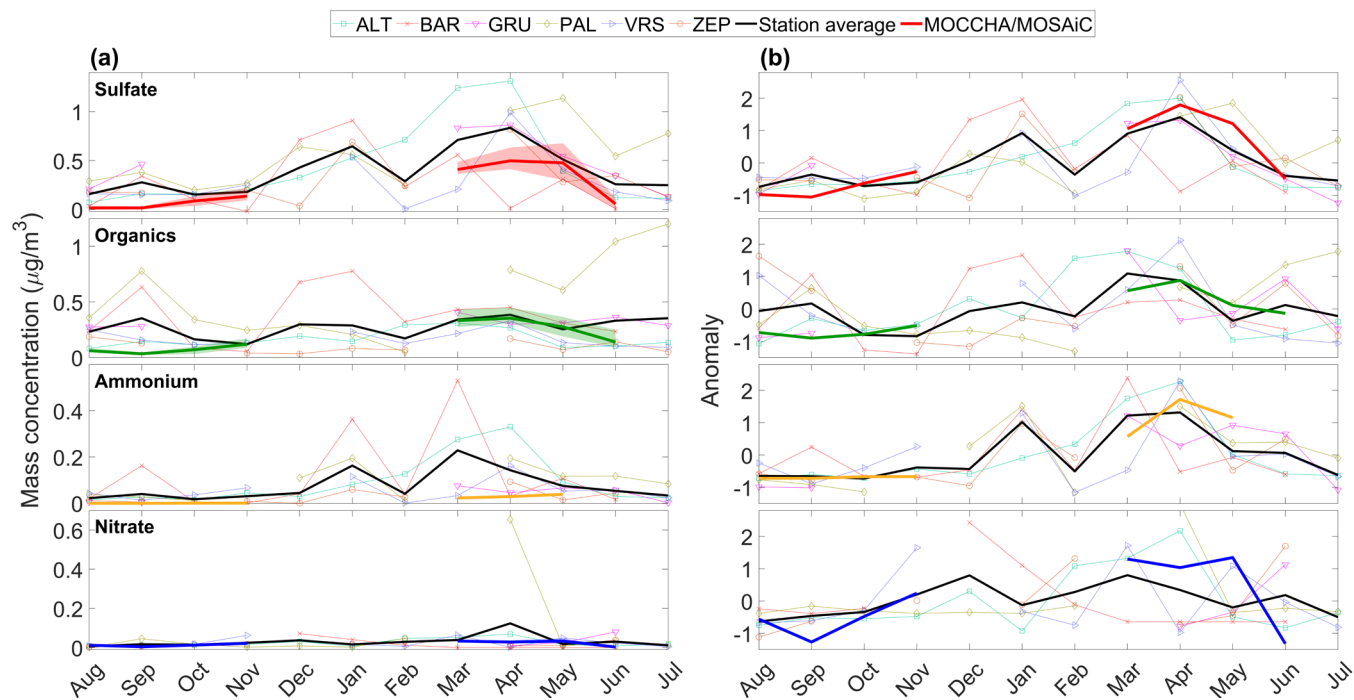 ALT BAR GRU PAL VRS ZEP Station average MOCCHA/MOSAiC
(a) (b)
Mass concentration (μg/m³)
Sulfate
1
0.5
0
Organics
1
0.5
0
Ammonium
0.4
0.2
0
Nitrate
0.6
0.4
0.2
0
Aug Sep Oct Nov Dec Jan Feb Mar Apr May Jun Jul
Anomaly
2
1
0
-1
2
1
0
-1
2
1
0
-1
2
1
0
-1
Aug Sep Oct Nov Dec Jan Feb Mar Apr May Jun Jul